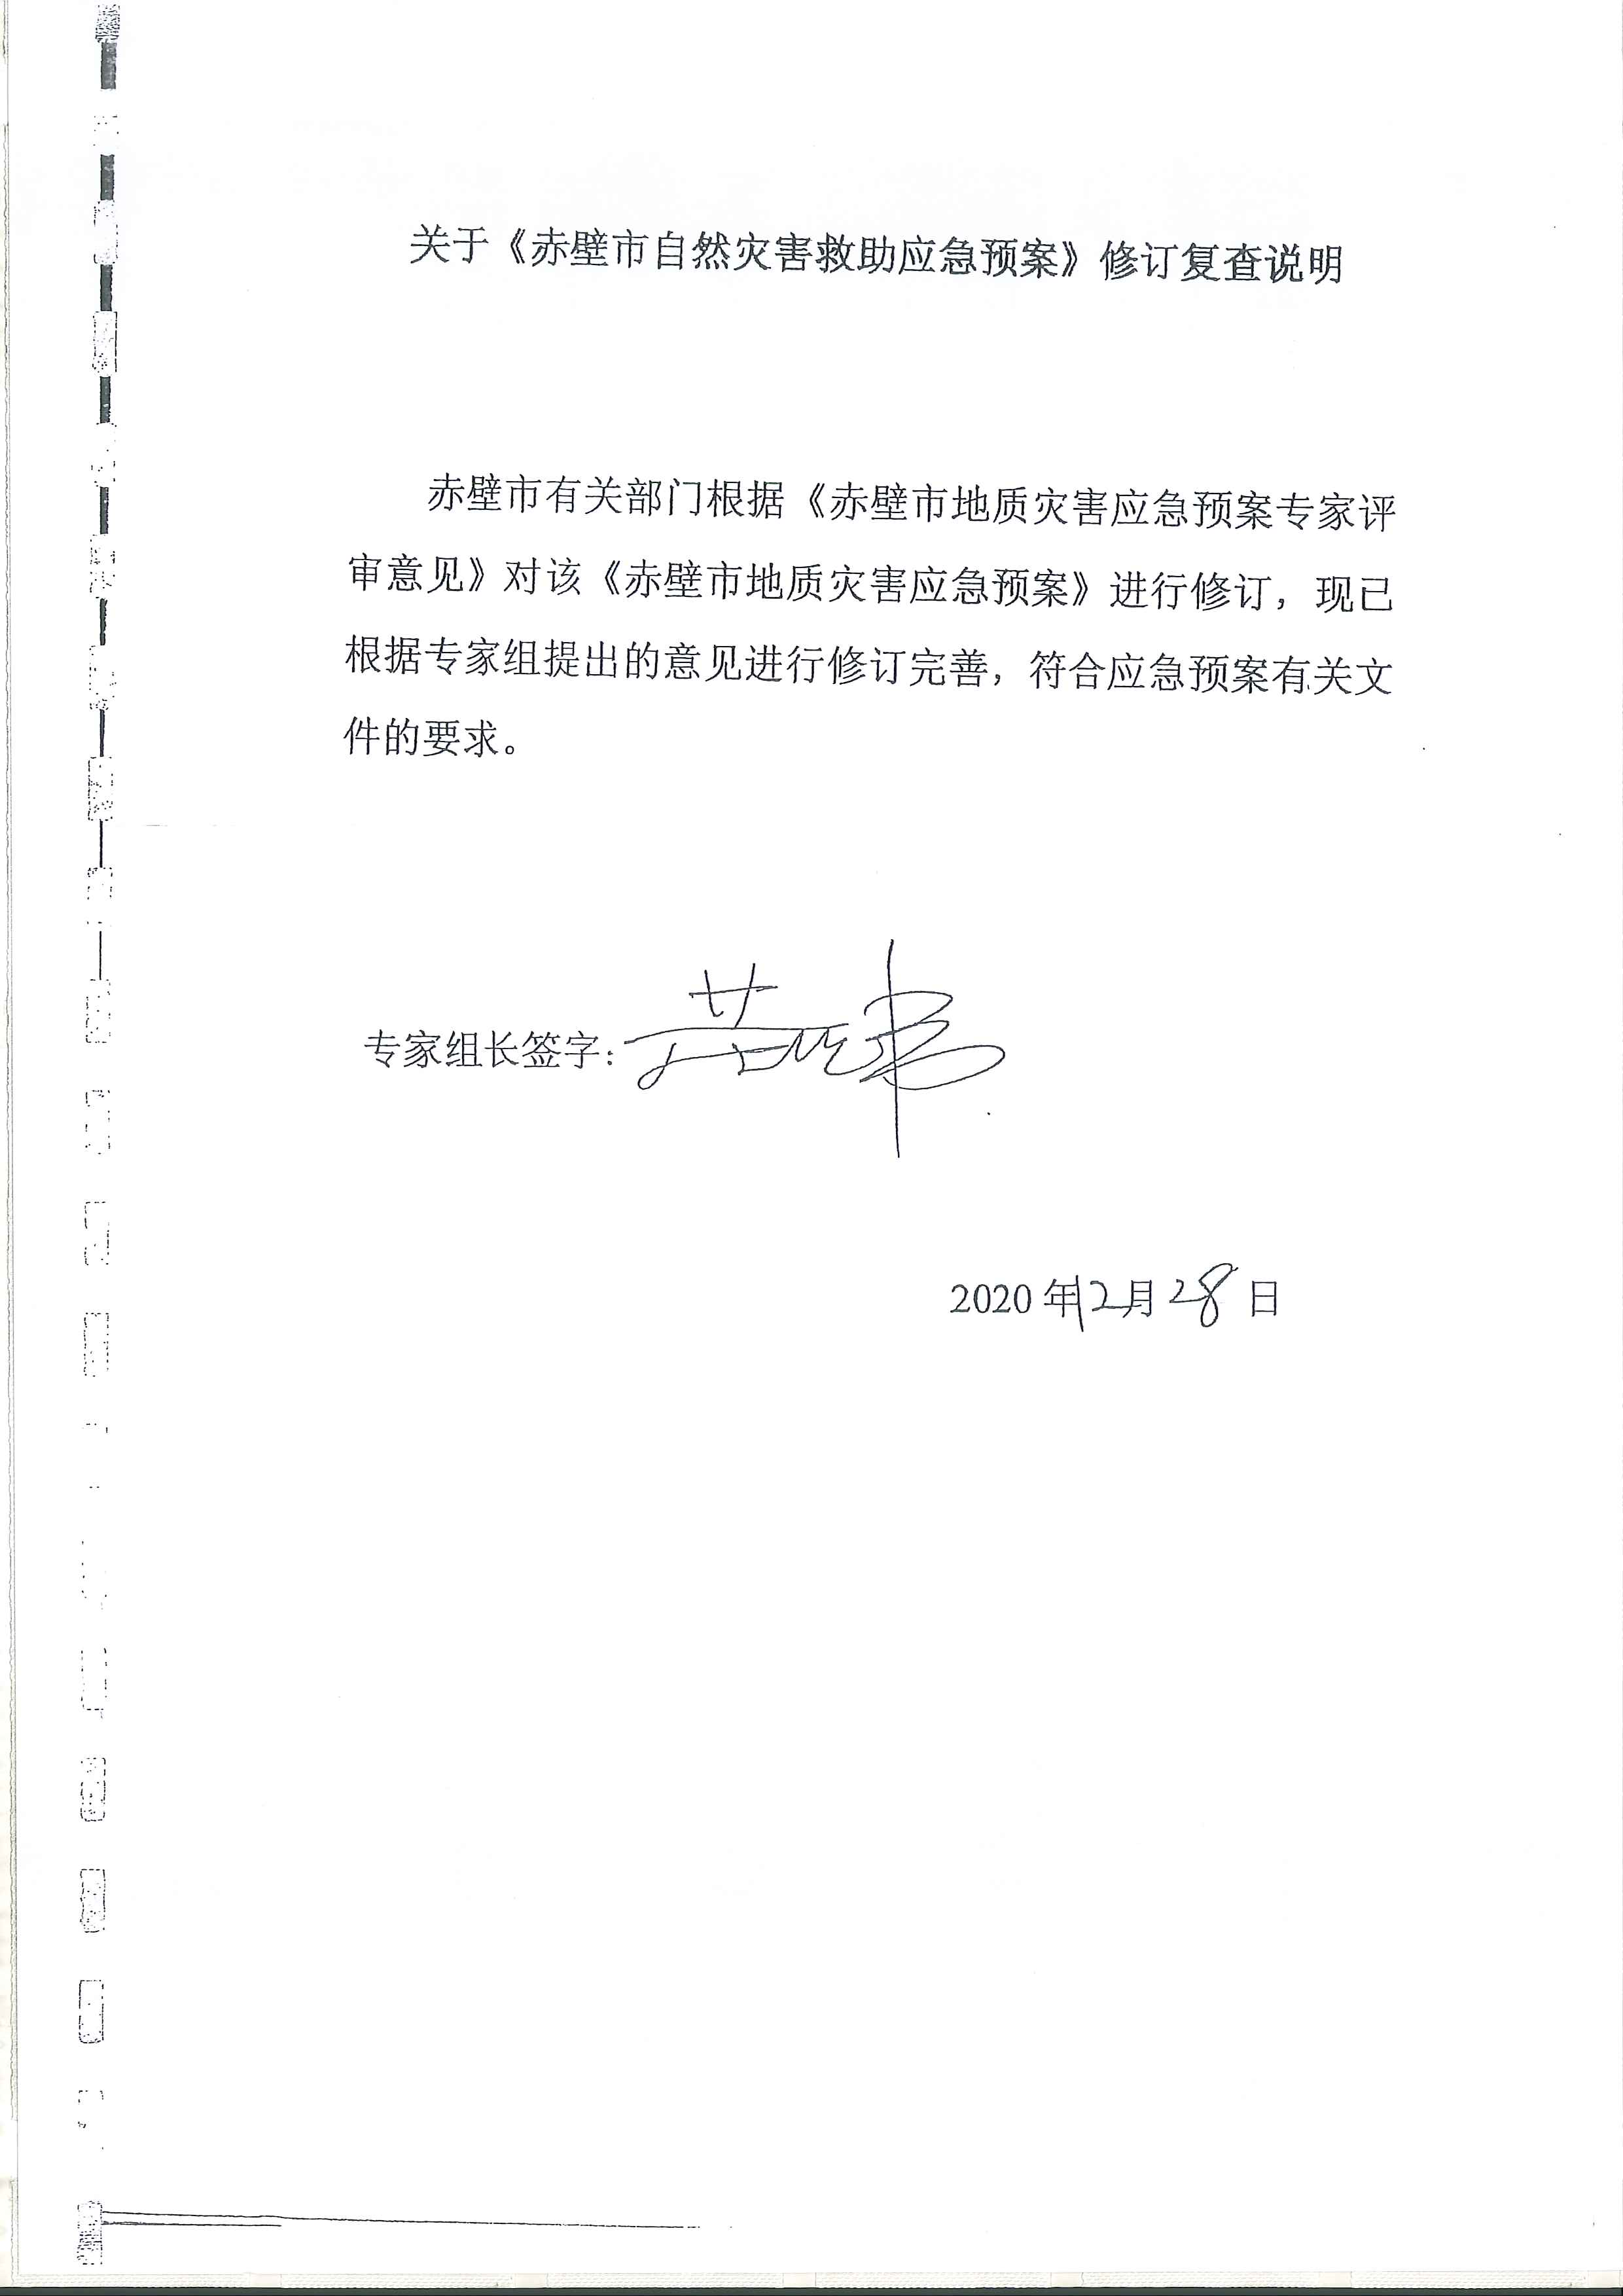 关于《赤壁市自然灾害救助应急预案》修订复查说明
赤壁市有关部门根据《赤壁市地质灾害应急预案专家评
审意见》对该《赤壁市地质灾害应急预案》进行修订，现已
根据专家组提出的意见进行修订完善，符合应急预案有关文
件的要求。
专家组长签字：
2020年12月28日